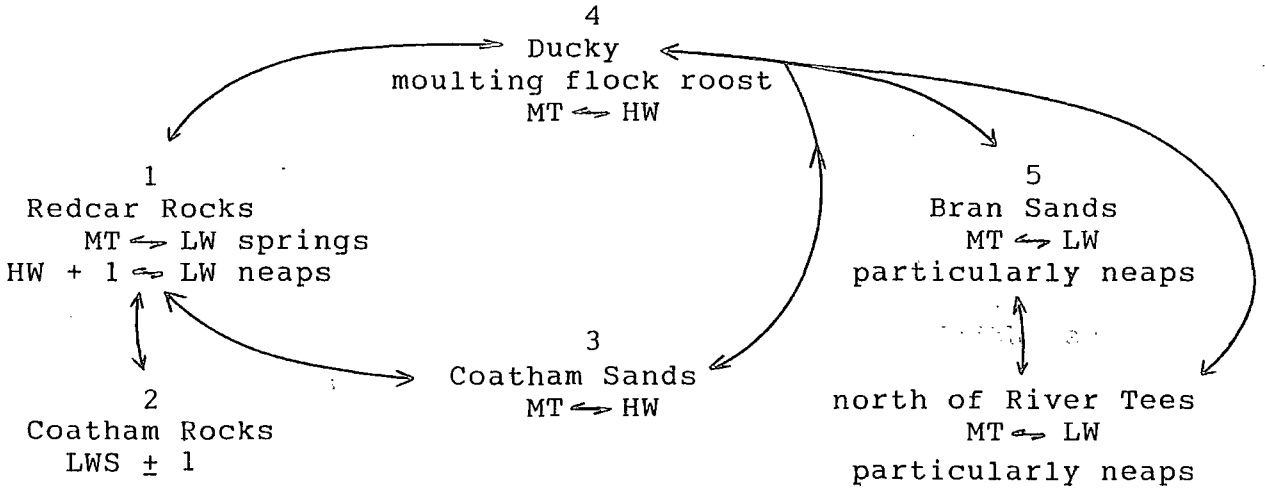 4
Ducky
moulting flock roost
MT ⇋ HW
1
Redcar Rocks
MT ⇋ LW springs
HW + 1 ⇋ LW neaps
2
Coatham Rocks
LWS ± 1
3
Coatham Sands
MT ⇋ HW
5
Bran Sands
MT ⇋ LW
particularly neaps
north of River Tees
MT ⇋ LW
particularly neaps